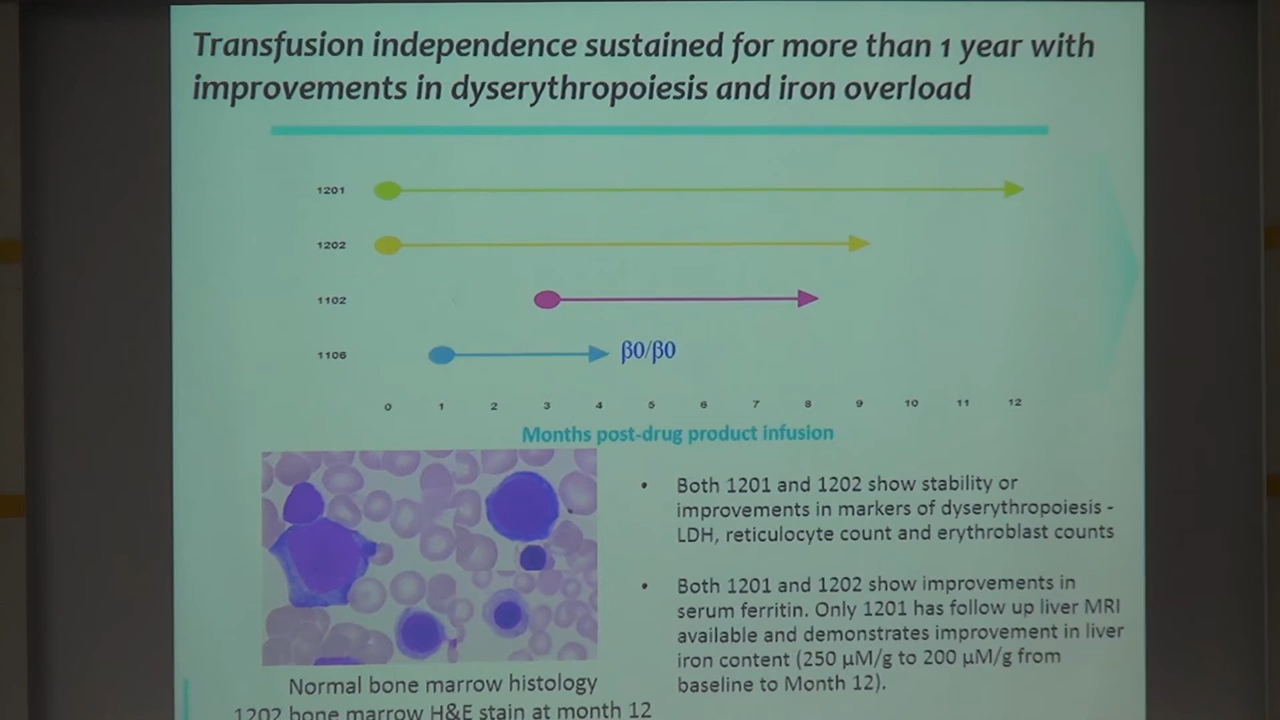 Transfusion independence sustained for more than 1 year with
improvements in dyserythropoiesis and iron overload
1201
1202
1102
1106 β0/β0
0 1 2 3 4 5 6 7 8 9 10 11 12
Months post-drug product infusion
Normal bone marrow histology
1202 bone marrow H&E stain at month 12
• Both 1201 and 1202 show stability or
improvements in markers of dyserythropoiesis -
LDH, reticulocyte count and erythroblast counts
• Both 1201 and 1202 show improvements in
serum ferritin. Only 1201 has follow up liver MRI
available and demonstrates improvement in liver
iron content (250 µM/g to 200 µM/g from
baseline to Month 12).